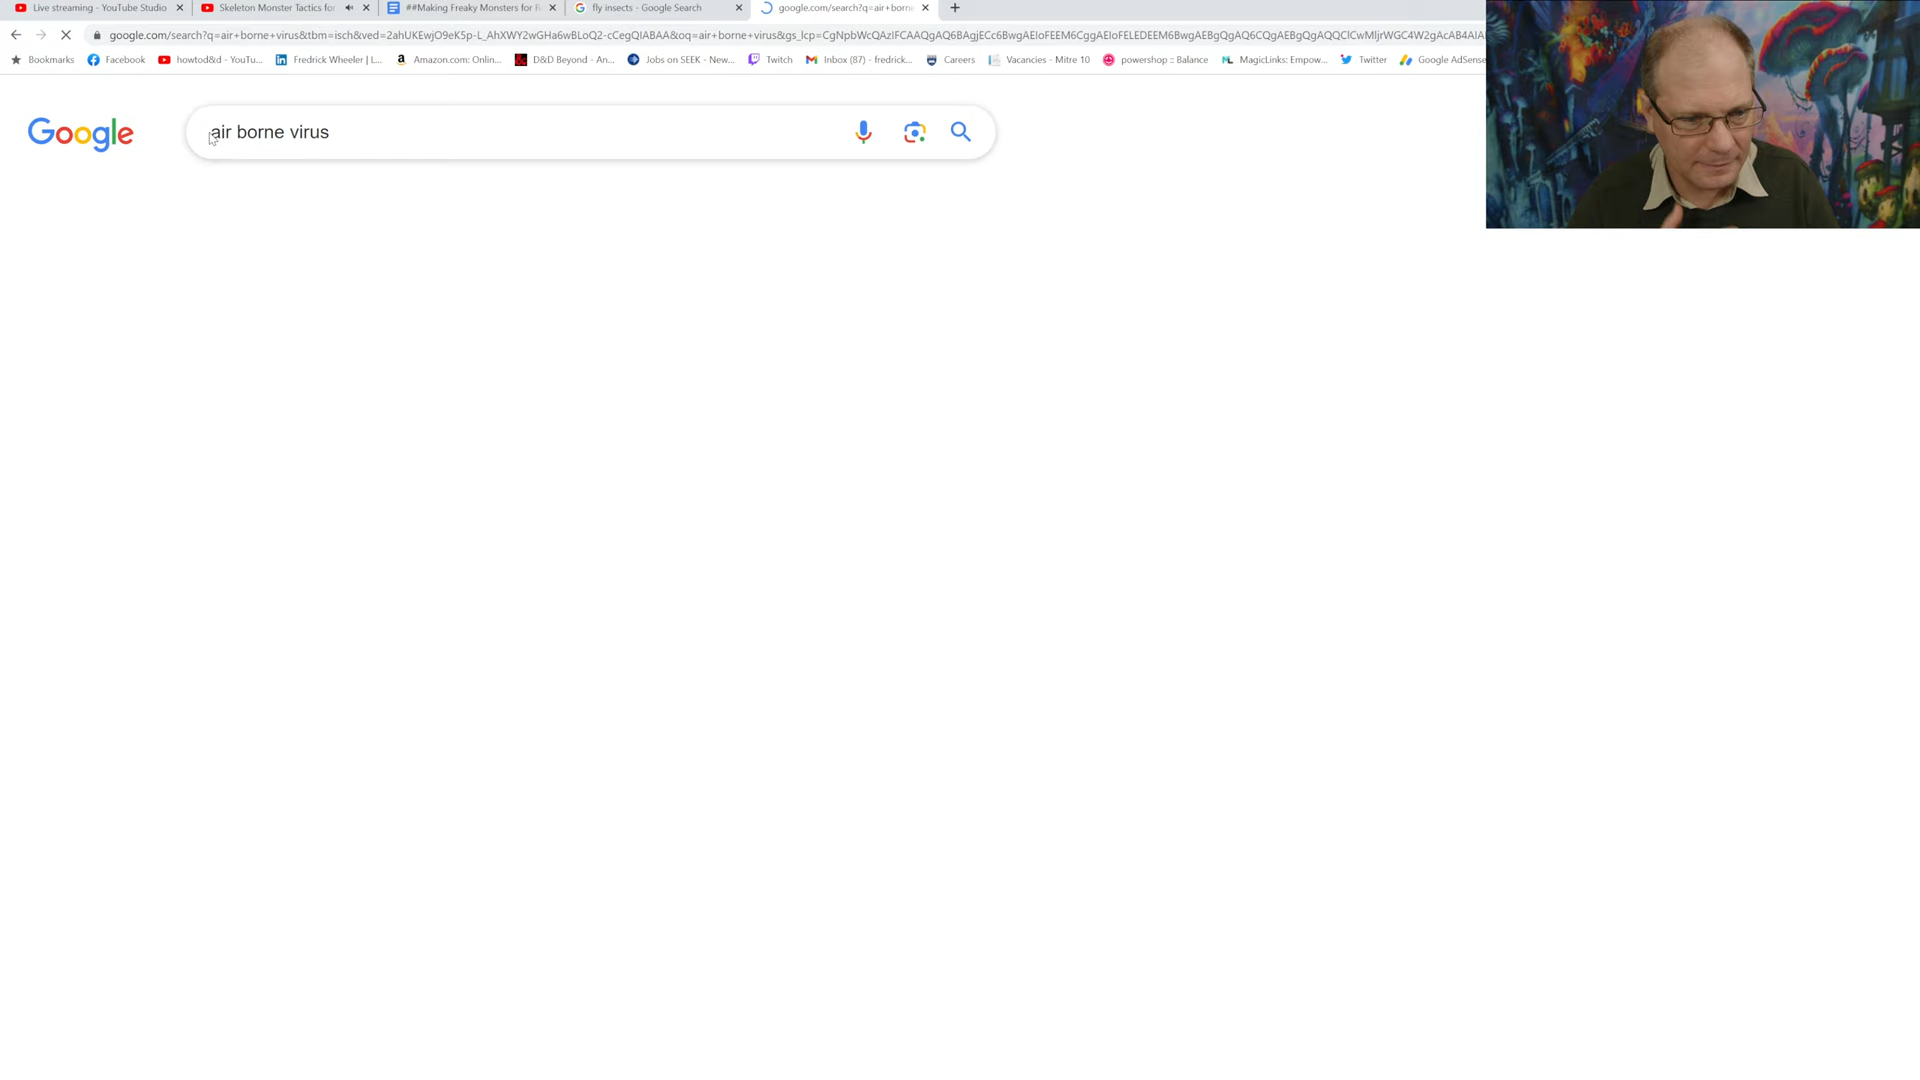 Live streaming - YouTube Studio
Skeleton Monster Tactics for
##Making Freaky Monsters for R
fly insects - Google Search
google.com/search?q=air+borne
google.com/search?q=air+borne+virus&tbm=isch&ved=2ahUKEwjO9eK5p-L_AhXWY2wGHa6wBLoQ2-cCegQIABAA&oq=air+borne+virus&gs_lcp=CgNpbWcQAzIFCAAQgAQ6BAgjECc6BwgAEIoFEEM6CggAEIoFELEDEEM6BwgAEBgQgAQ6CQgAEBgQgAQQClCwMljrWGC4W2gAcAB4AIA
Bookmarks
Facebook
howtod&d - YouTu...
Fredrick Wheeler | L...
Amazon.com: Onlin...
D&D Beyond - An...
Jobs on SEEK - New...
Twitch
Inbox (87) - fredrick...
Careers
Vacancies - Mitre 10
powershop :: Balance
MagicLinks: Empow...
Twitter
Google AdSense
Google
air borne virus